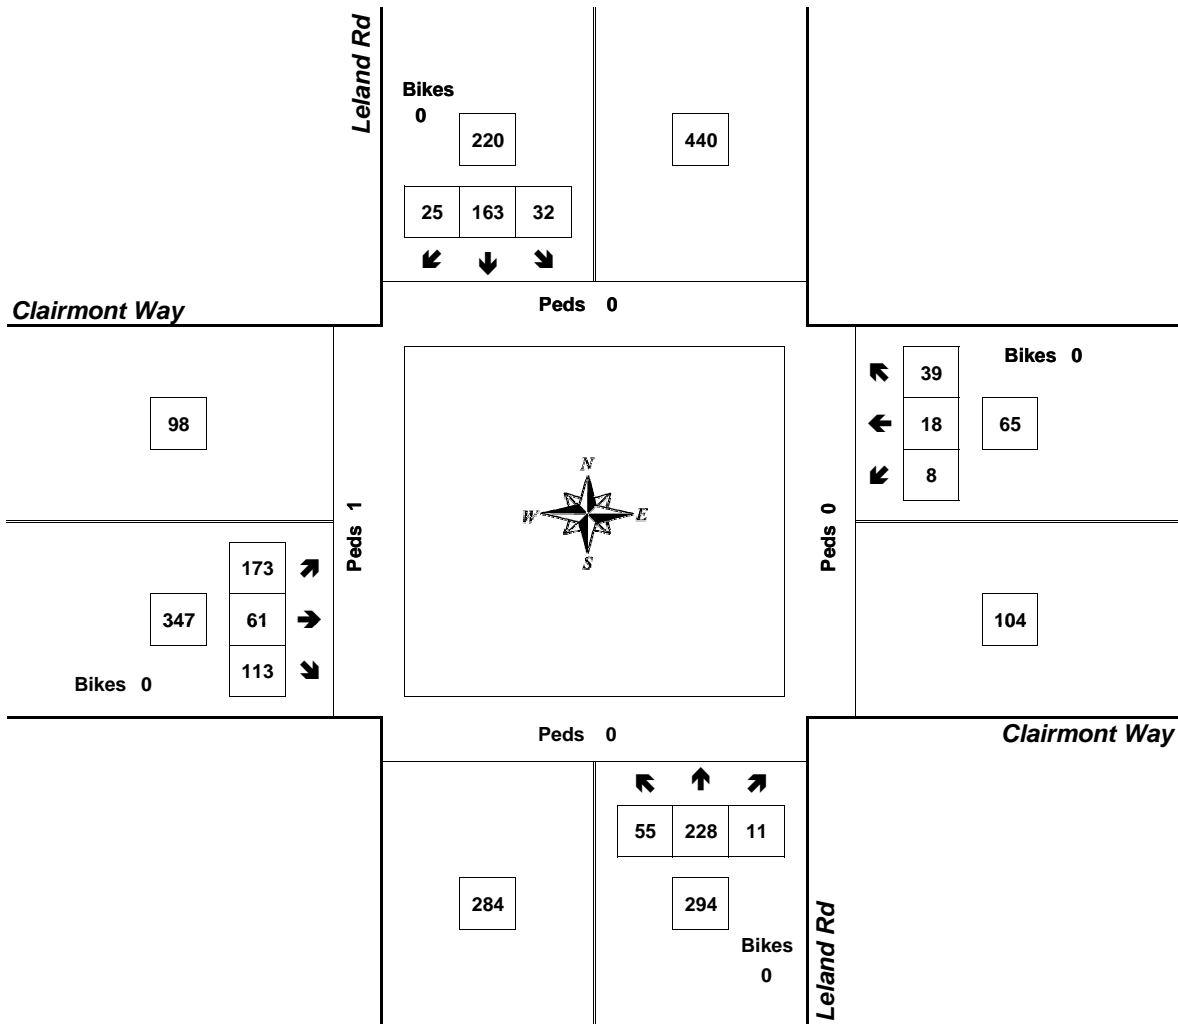 Leland Rd
Bikes
0
220
440
25 163 32
Peds 0
Clairmont Way
39
Bikes 0
98
18
65
8
N
W E
S
Peds 1
Peds 0
173
347
61
104
113
Bikes 0
Peds 0
Clairmont Way
55 228 11
284
294
Leland Rd
Bikes
0